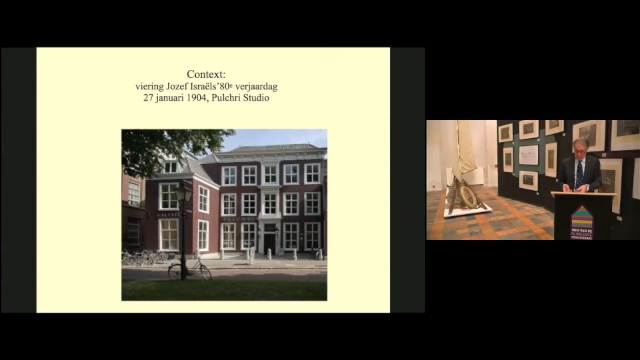 Context:
viering Jozef Israëls'80e verjaardag
27 januari 1904, Pulchri Studio